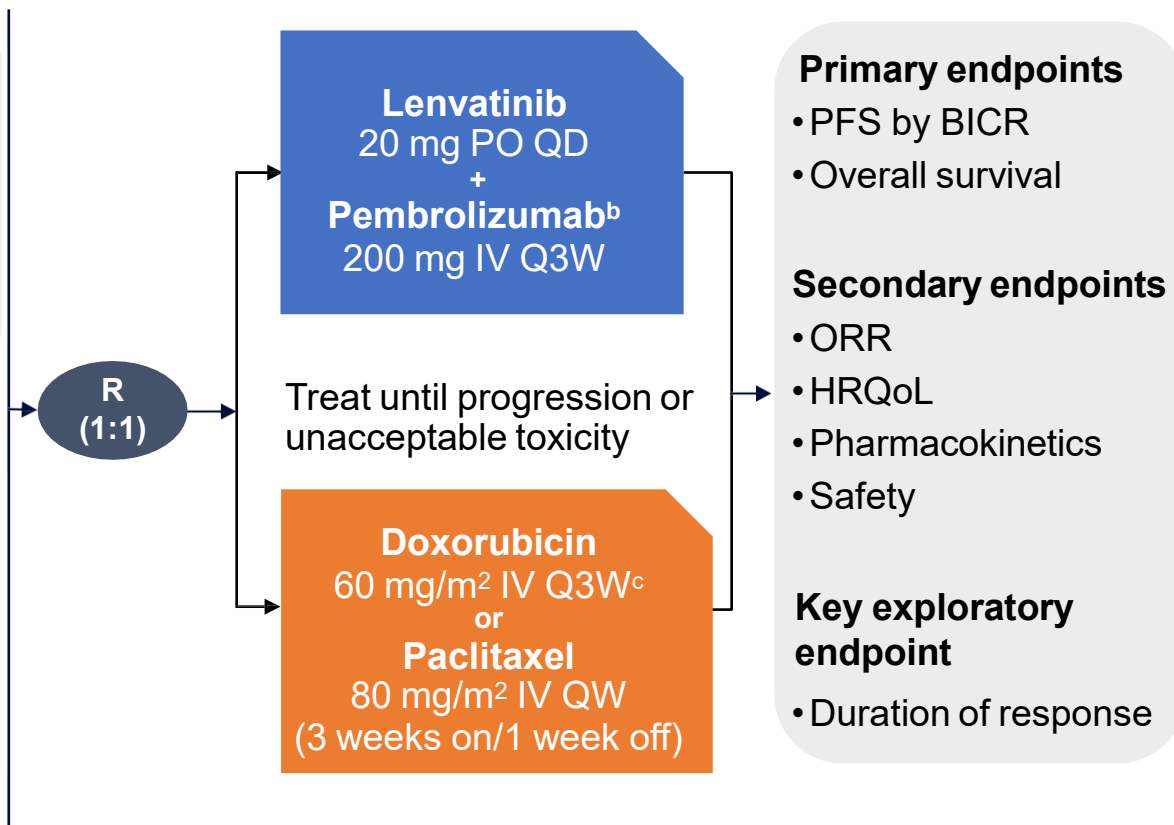 R
(1:1)
Lenvatinib
20 mg PO QD
+
Pembrolizumabᵇ
200 mg IV Q3W
Treat until progression or
unacceptable toxicity
Doxorubicin
60 mg/m² IV Q3Wᶜ
or
Paclitaxel
80 mg/m² IV QW
(3 weeks on/1 week off)
Primary endpoints
• PFS by BICR
• Overall survival
Secondary endpoints
• ORR
• HRQoL
• Pharmacokinetics
• Safety
Key exploratory
endpoint
• Duration of response